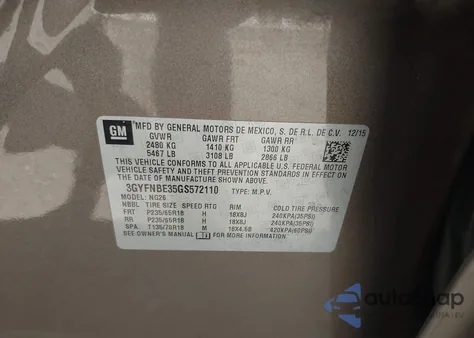 GM
MFD BY GENERAL MOTORS DE MEXICO, S. DE R.L. DE C.V. 12/15
GVWR GAWR FRT GAWR RR
2480 KG 1410 KG 1300 KG
5467 LB 3108 LB 2866 LB
THIS VEHICLE CONFORMS TO ALL APPLICABLE U.S. FEDERAL
MOTOR VEHICLE SAFETY, BUMPER, AND THEFT PREVENTION
STANDARDS IN EFFECT ON THE DATE OF MANUFACTURE SHOWN ABOVE.
3GYFNBE35GS572110 TYPE: M.P.V.
MODEL: NG26
NSBL TIRE SIZE SPEED RTG RIM COLD TIRE PRESSURE
FRT P235/65R18 H 18X8J 240KPA(35PSI)
RR P235/65R18 H 18X8J 240KPA(35PSI)
SPA T135/70R18 M 18X4.5B 420KPA(60PSI)
SEE OWNER'S MANUAL FOR MORE INFORMATION.
autosnap